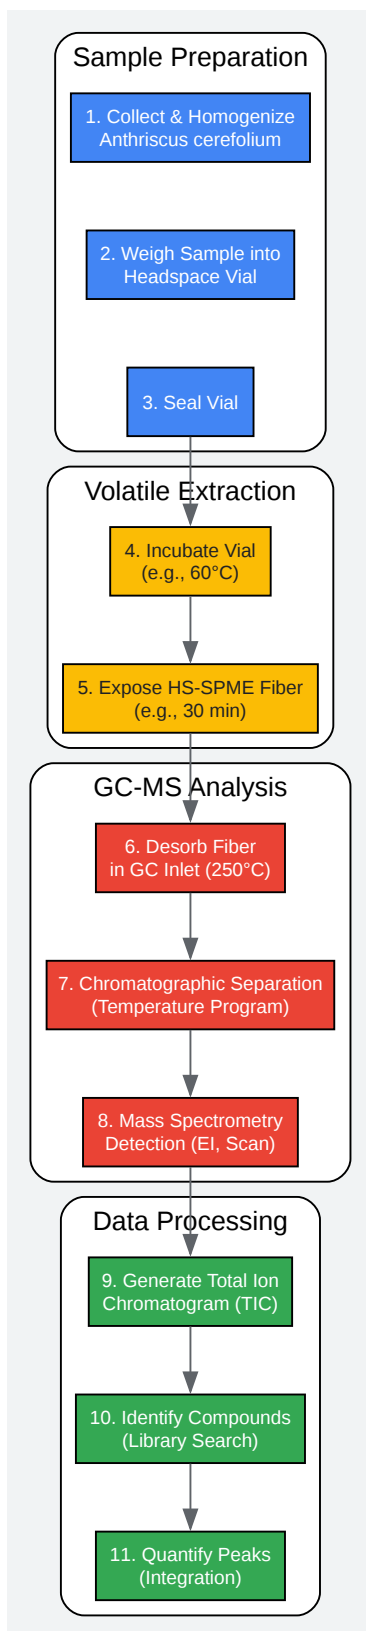 Sample Preparation
1. Collect & Homogenize
Anthriscus cerefolium
2. Weigh Sample into
Headspace Vial
3. Seal Vial
Volatile Extraction
4. Incubate Vial
(e.g., 60°C)
5. Expose HS-SPME Fiber
(e.g., 30 min)
GC-MS Analysis
6. Desorb Fiber
in GC Inlet (250°C)
7. Chromatographic Separation
(Temperature Program)
8. Mass Spectrometry
Detection (EI, Scan)
Data Processing
9. Generate Total Ion
Chromatogram (TIC)
10. Identify Compounds
(Library Search)
11. Quantify Peaks
(Integration)